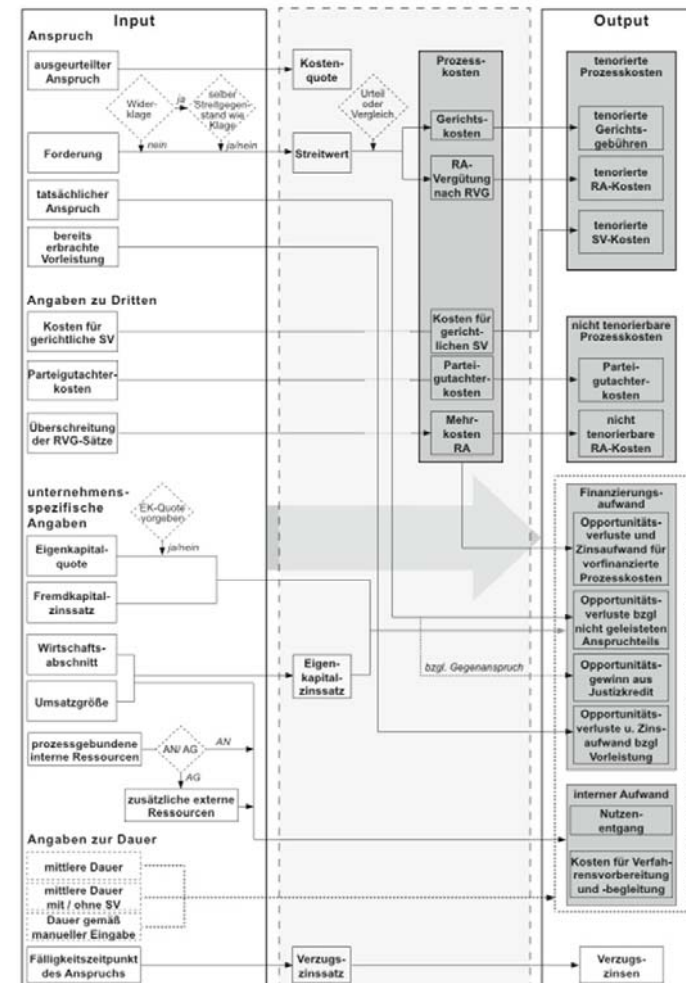 Input
Anspruch
ausgeurteilter
Anspruch
Wider-
klage
ja
selber
Streitgegen-
stand wie
Klage
nein
ja/nein
Forderung
tatsächlicher
Anspruch
bereits
erbrachte
Vorleistung
Angaben zu Dritten
Kosten für
gerichtliche SV
Parteigutachter-
kosten
Überschreitung
der RVG-Sätze
unternehmens-
spezifische
Angaben
EK-Quote
vorgeben
ja/nein
Eigenkapital-
quote
Fremdkapital-
zinssatz
Wirtschafts-
abschnitt
Umsatzgröße
prozessgebundene
interne Ressourcen
AN/ AG
AN
AG
zusätzliche externe
Ressourcen
Angaben zur Dauer
mittlere Dauer
mittlere Dauer
mit / ohne SV
Dauer gemäß
manueller Eingabe
Fälligkeitszeitpunkt
des Anspruchs
Kosten-
quote
Urteil
oder
Vergleich
Streitwert
Prozess-
kosten
Gerichts-
kosten
RA-
Vergütung
nach RVG
Kosten für
gericht-
lichen SV
Partei-
gutachter-
kosten
Mehr-
kosten
RA
Eigen-
kapital-
zinssatz
bzgl. Gegenanspruch
Verzugs-
zinssatz
Output
tenorierte
Prozesskosten
tenorierte
Gerichts-
gebühren
tenorierte
RA-Kosten
tenorierte
SV-Kosten
nicht tenorierbare
Prozesskosten
Partei-
gutachter-
kosten
nicht
tenorierbare
RA-Kosten
Finanzierungs-
aufwand
Opportunitäts-
verluste und
Zinsaufwand für
vorfinanzierte
Prozesskosten
Opportunitäts-
verluste bzgl
nicht geleisteten
Anspruchteils
Opportunitäts-
gewinn aus
Justizkredit
Opportunitäts-
verluste u. Zins-
aufwand bzgl
Vorleistung
interner Aufwand
Nutzen-
entgang
Kosten für Verfah-
rensvorbereitung
und -begleitung
Verzugs-
zinsen